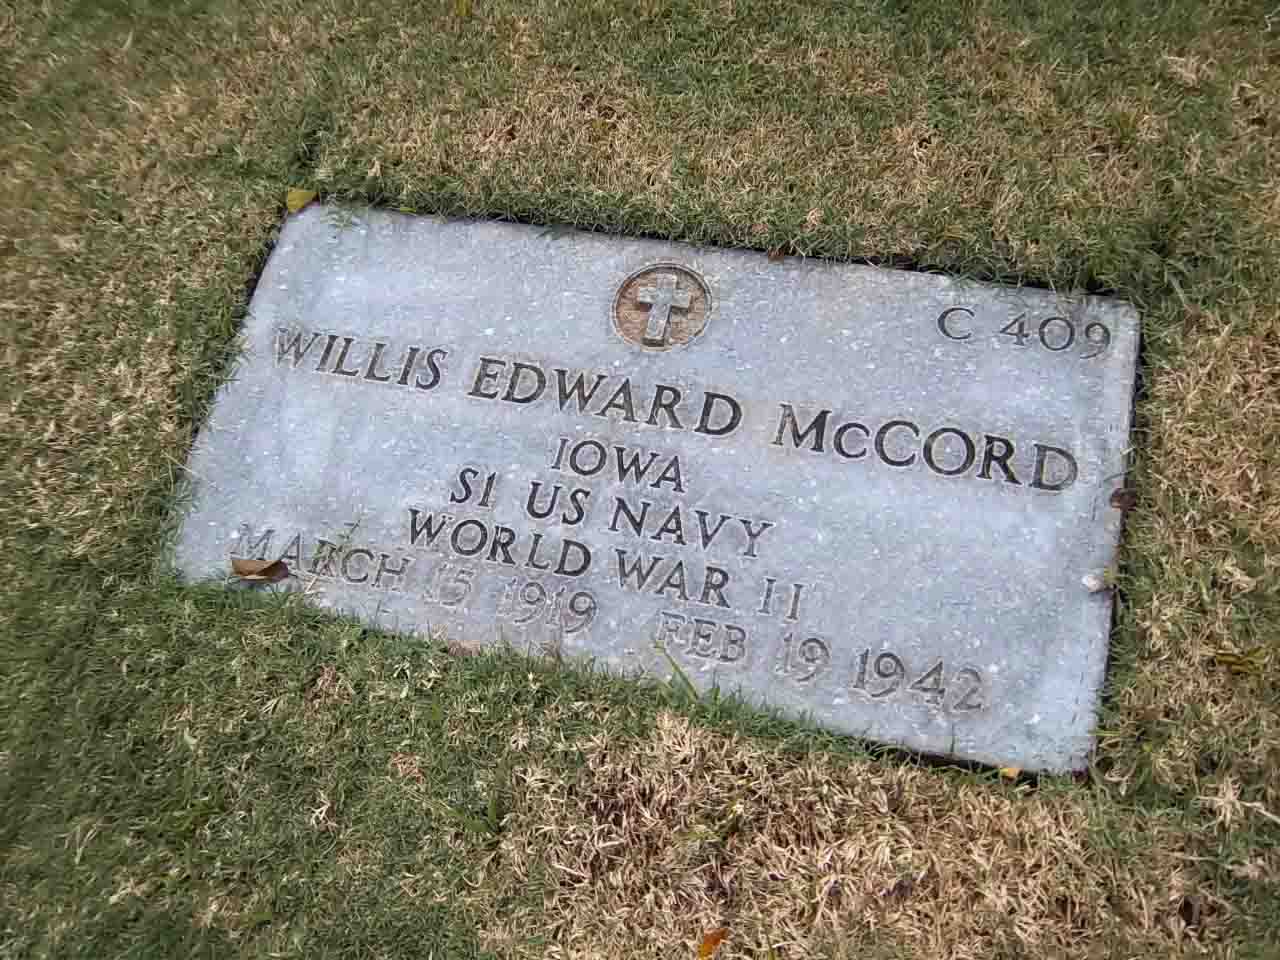 C 409
WILLIS EDWARD McCORD
IOWA
S1 US NAVY
WORLD WAR II
MARCH 15 1919 FEB 19 1942